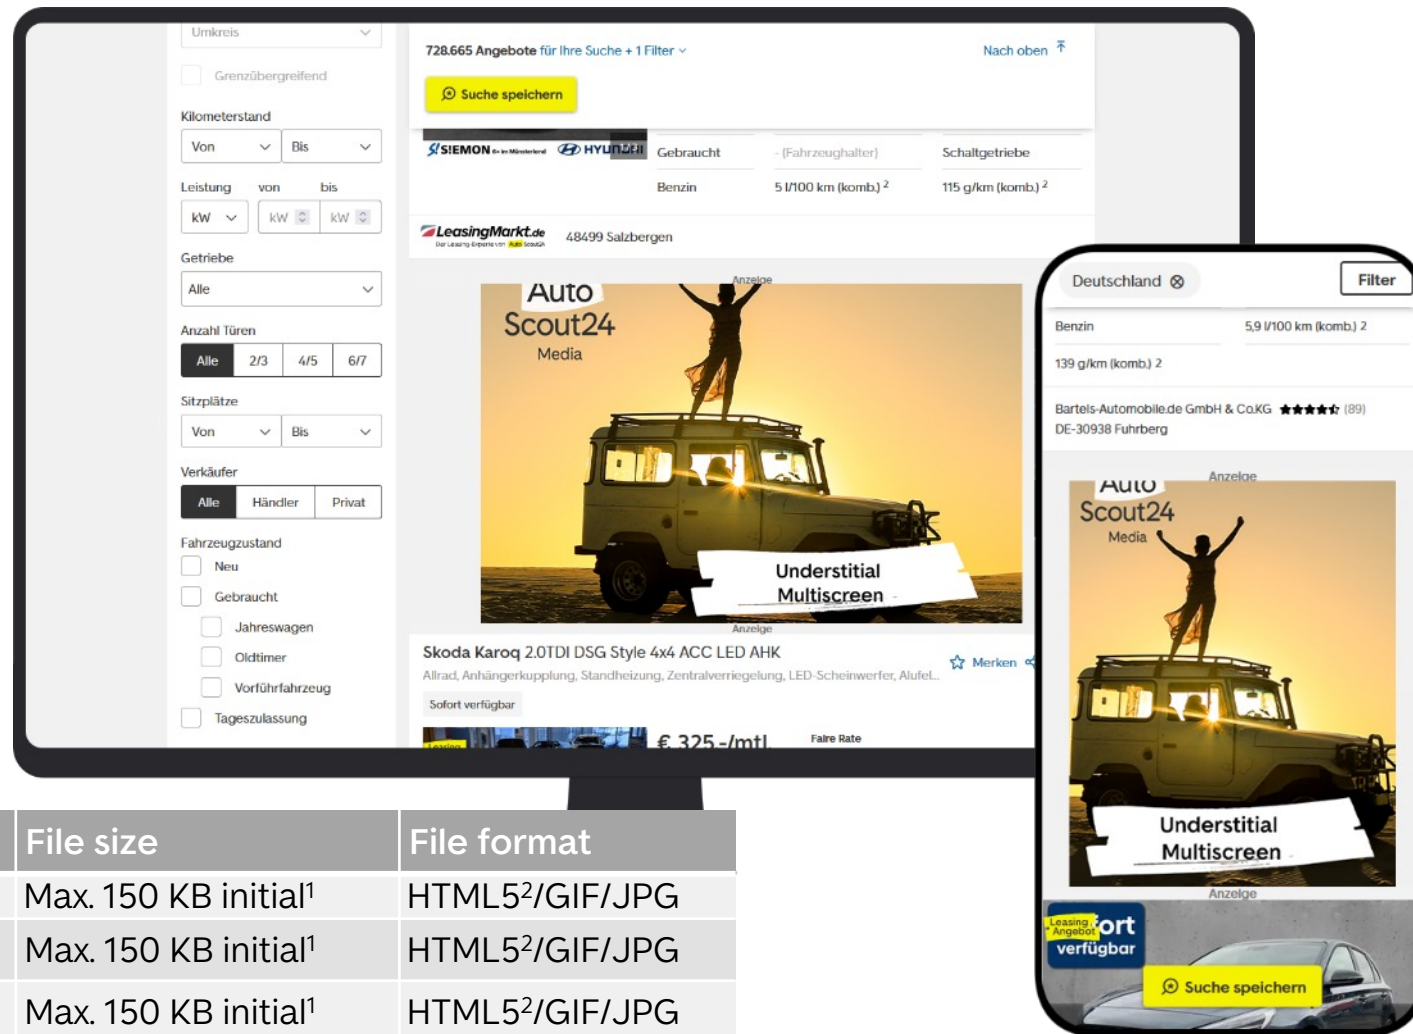 Umkreis
Grenzübergreifend
Kilometerstand
Von Bis
Leistung von bis
kW kW kW
Getriebe
Alle
Anzahl Türen
Alle 2/3 4/5 6/7
Sitzplätze
Von Bis
Verkäufer
Alle Händler Privat
Fahrzeugzustand
Neu
Gebraucht
Jahreswagen
Oldtimer
Vorführfahrzeug
Tageszulassung
728.665 Angebote für Ihre Suche + 1 Filter
Nach oben
Suche speichern
SIEMON HYUNDAI
Gebraucht - (Fahrzeughalter) Schaltgetriebe
Benzin 5 l/100 km (komb.) 2 115 g/km (komb.) 2
LeasingMarkt.de
Der Leasing-Experte von AutoScout24
48499 Salzbergen
Anzeige
Auto
Scout24
Media
Understitial
Multiscreen
Anzeige
Skoda Karoq 2.0TDI DSG Style 4x4 ACC LED AHK
Merken
Allrad, Anhängerkupplung, Standheizung, Zentralverriegelung, LED-Scheinwerfer, Alufel...
Sofort verfügbar
Leasing
€ 325,-/mtl.
Faire Rate
Deutschland
Filter
Benzin 5,9 l/100 km (komb.) 2
139 g/km (komb.) 2
Bartels-Automobile.de GmbH & Co.KG ★★★★ (89)
DE-30938 Fuhrberg
Anzeige
Auto
Scout24
Media
Understitial
Multiscreen
Anzeige
Leasing
Angebot
verfügbar
Suche speichern
File size File format
Max. 150 KB initial¹ HTML5²/GIF/JPG
Max. 150 KB initial¹ HTML5²/GIF/JPG
Max. 150 KB initial¹ HTML5²/GIF/JPG